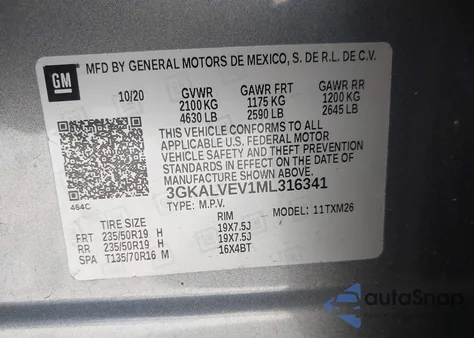 GM
MFD BY GENERAL MOTORS DE MEXICO, S. DE R.L. DE C.V.
10/20 GVWR GAWR FRT GAWR RR
2100 KG 1175 KG 1200 KG
4630 LB 2590 LB 2645 LB
THIS VEHICLE CONFORMS TO ALL
APPLICABLE U.S. FEDERAL MOTOR
VEHICLE SAFETY AND THEFT PREVENTION
STANDARDS IN EFFECT ON THE DATE OF
MANUFACTURE SHOWN ABOVE.
464C
3GKALVEV1ML316341
TYPE: M.P.V. MODEL: 11TXM26
TIRE SIZE RIM
FRT 235/50R19 H 19X7.5J
RR 235/50R19 H 19X7.5J
SPA T135/70R16 M 16X4BT
autoSnap